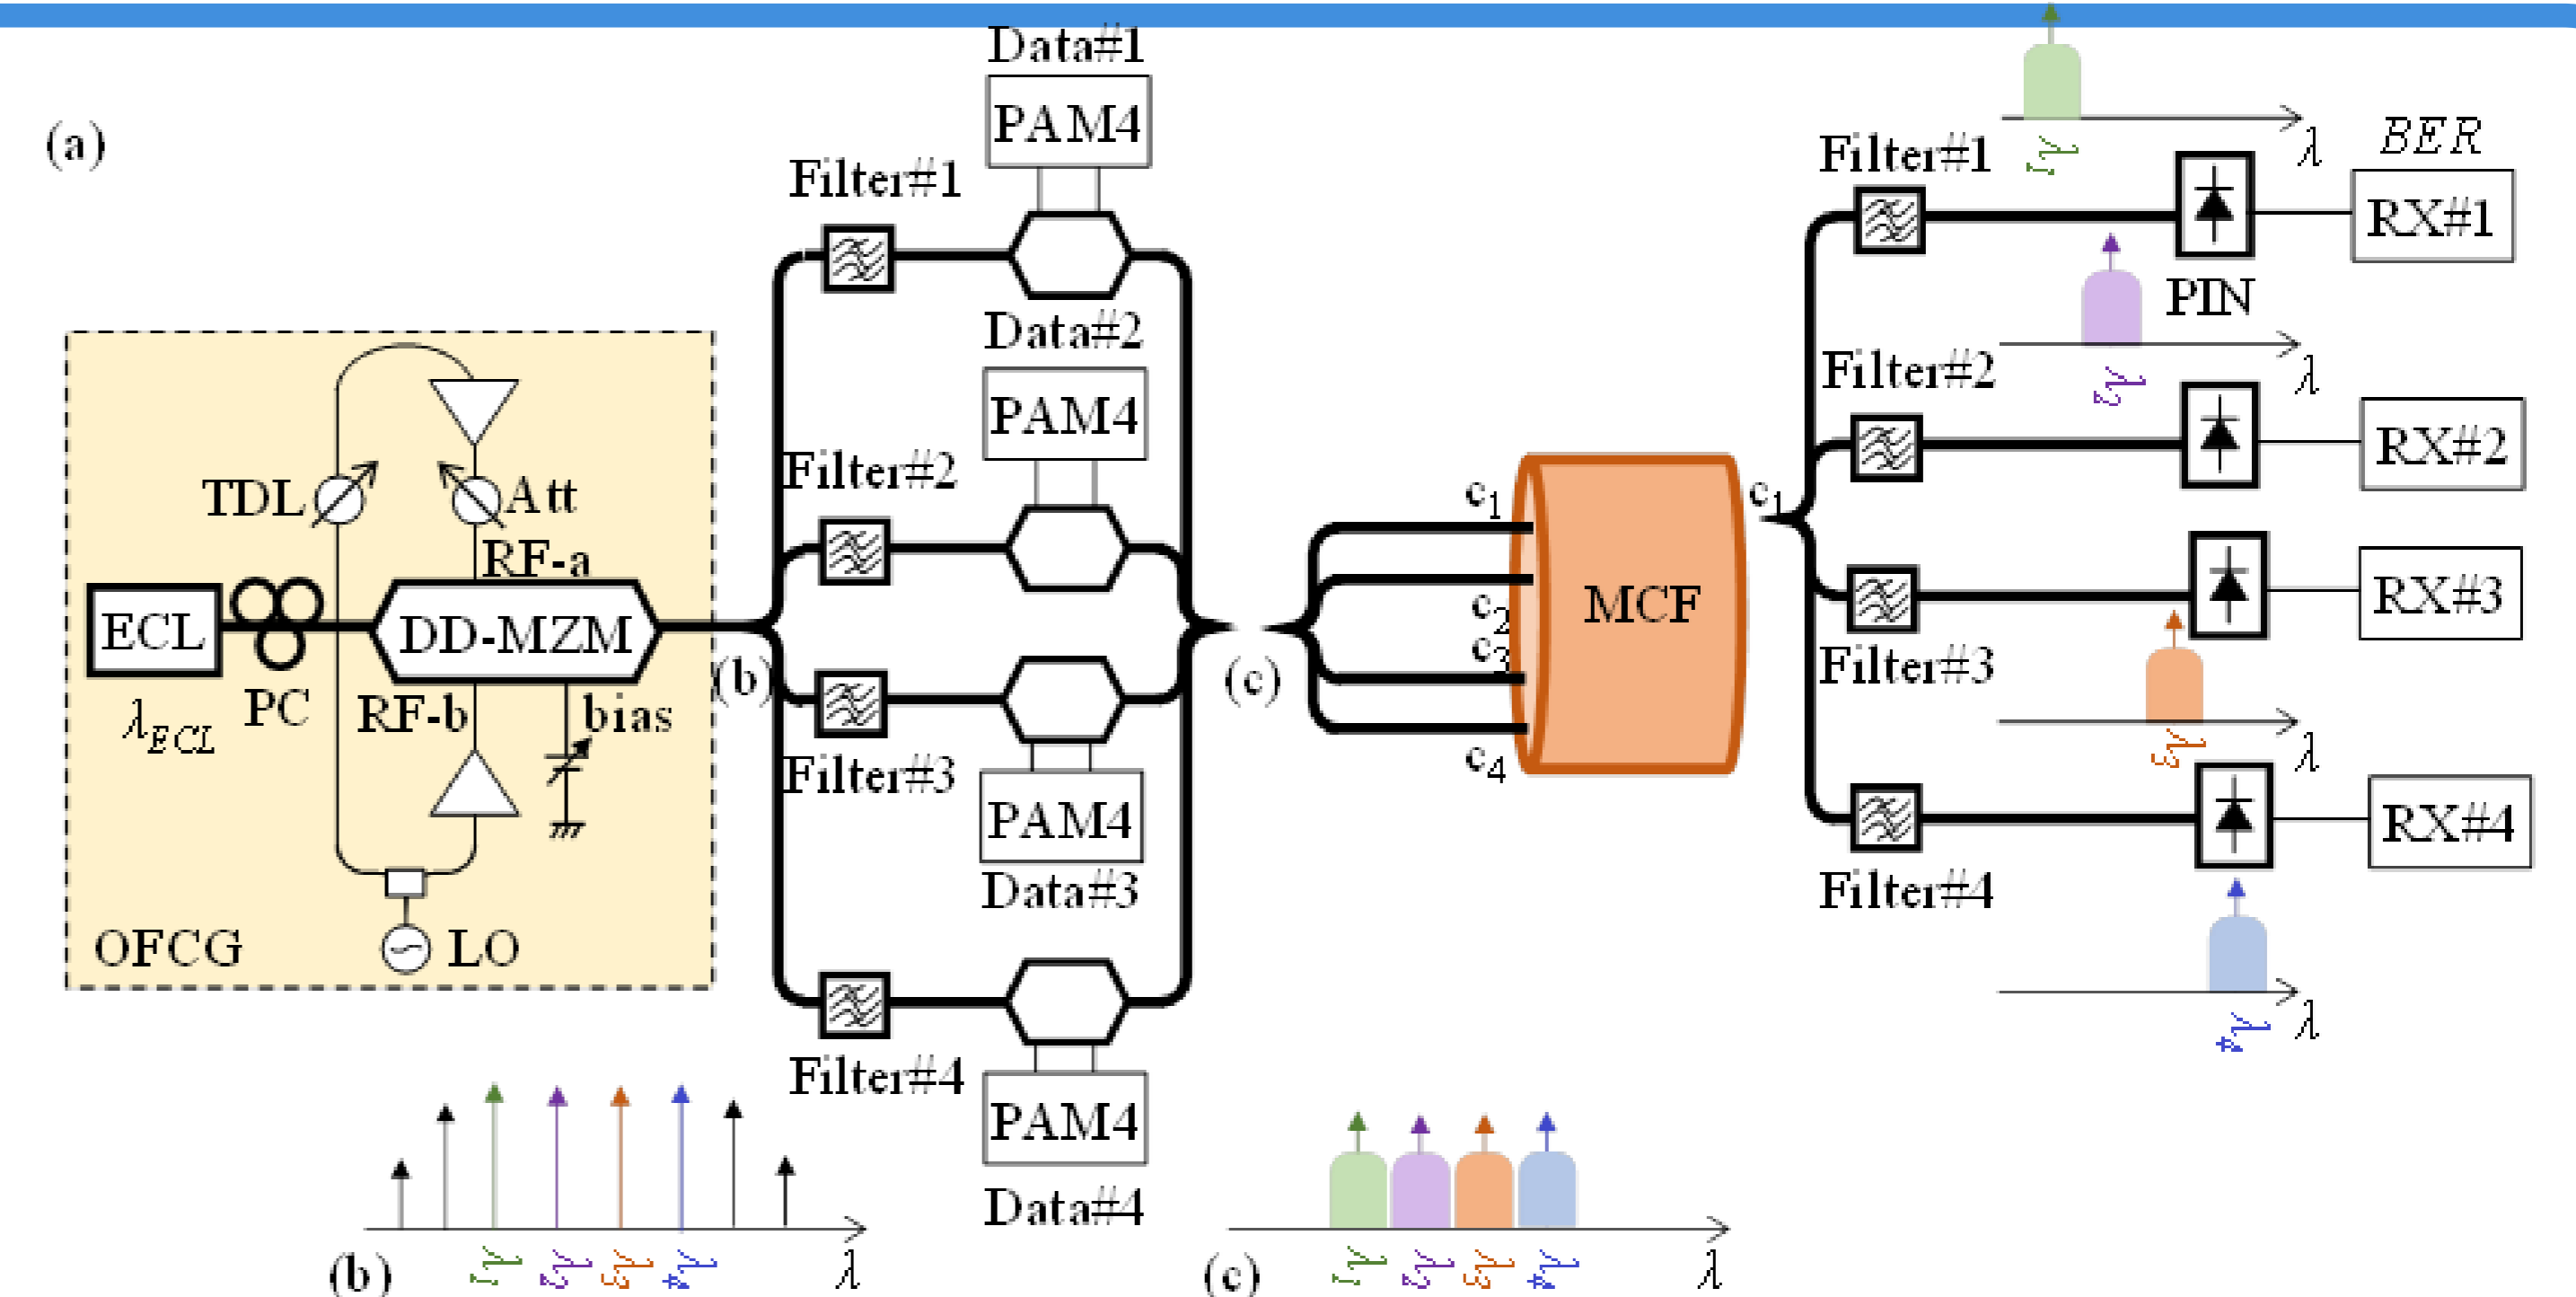 (a)
Data#1
PAM4
Filter#1
Data#2
PAM4
Filter#2
Filter#3
PAM4
Data#3
Filter#4
PAM4
Data#4
TDL
Att
RF-a
ECL
DD-MZM
PC
λECL
RF-b
bias
OFCG
LO
(b)
(c)
c1
c2
c3
c4
MCF
c1
Filter#1
λ1
λ
BER
RX#1
PIN
Filter#2
λ2
λ
RX#2
RX#3
Filter#3
λ3
λ
RX#4
Filter#4
λ4
λ
(b)
λ1
λ2
λ3
λ4
λ
(c)
λ1
λ2
λ3
λ4
λ